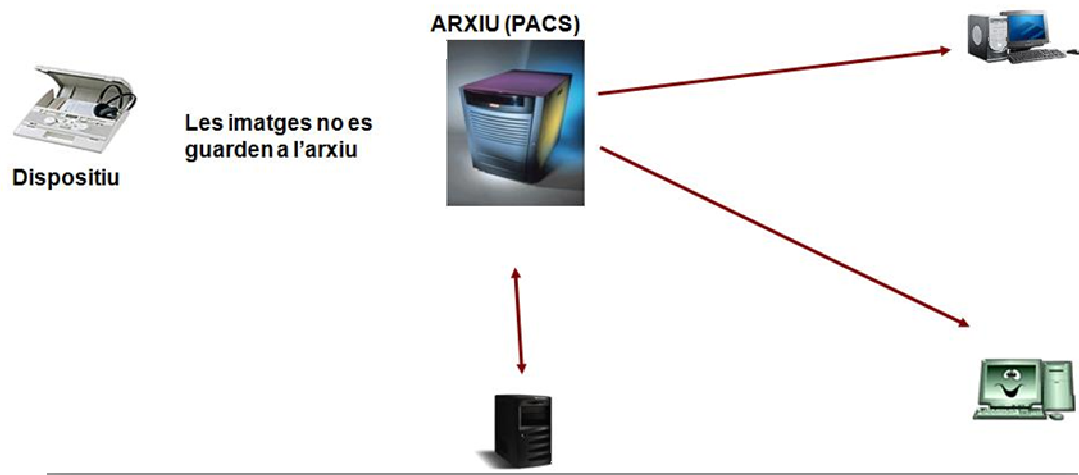 ARXIU (PACS)
Les imatges no es
guarden a l'arxiu
Dispositiu